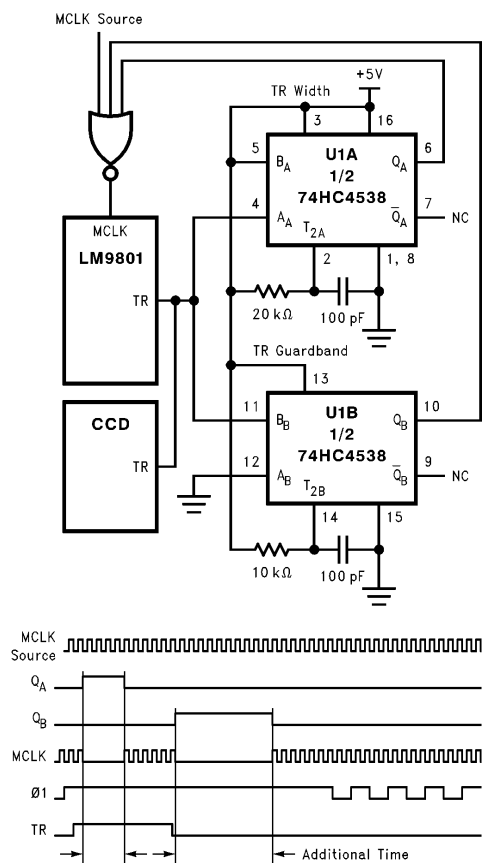 MCLK Source
+5V
TR Width
3
16
5
B_A
U1A
Q_A
6
1/2
74HC4538
4
A_A
Q̅_A
7
NC
T_2A
MCLK
LM9801
TR
2
1, 8
20 kΩ
100 pF
TR Guardband
13
CCD
TR
11
B_B
U1B
Q_B
10
1/2
74HC4538
12
A_B
Q̅_B
9
NC
T_2B
14
15
10 kΩ
100 pF
MCLK
Source
Q_A
Q_B
MCLK
Ø1
TR
Additional Time